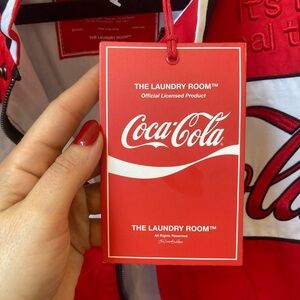 THE LAUNDRY ROOM™
Official Licensed Product
Coca-Cola
THE LAUNDRY ROOM™
All Rights Reserved